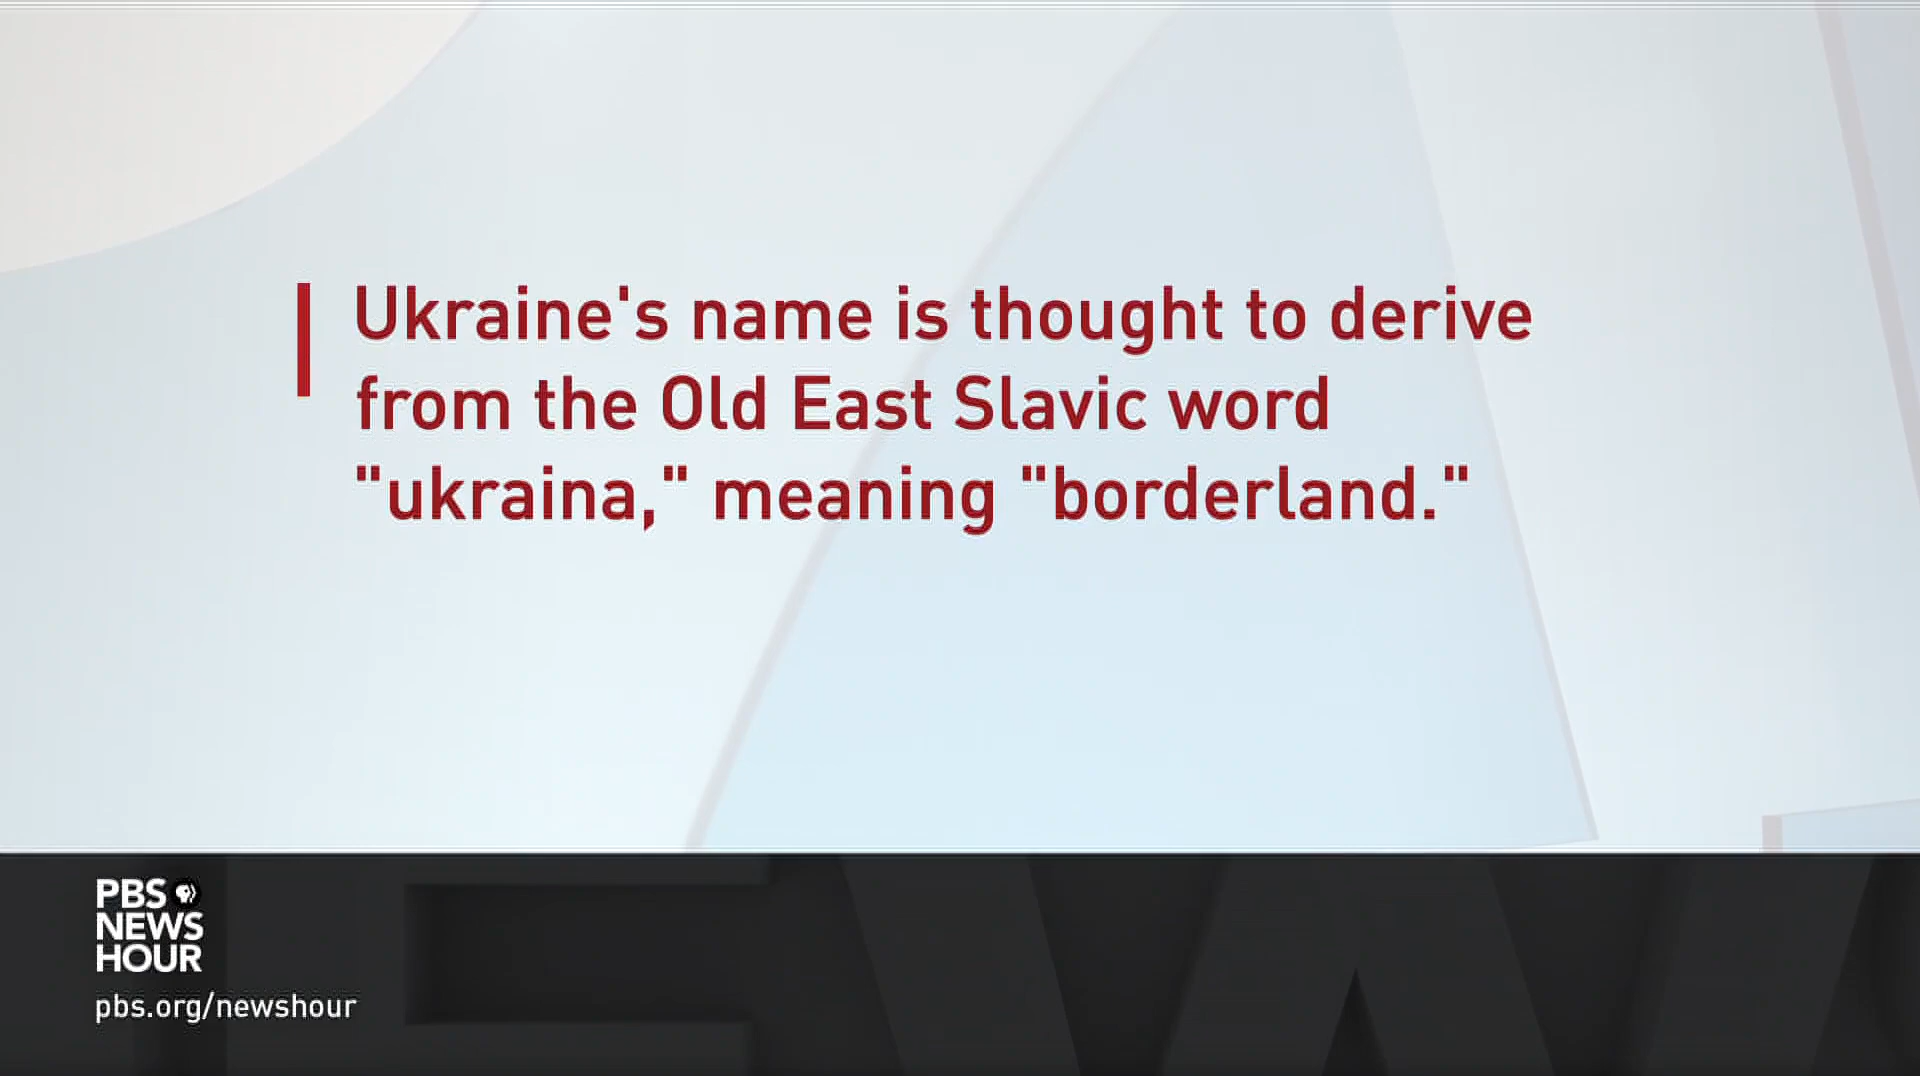 Ukraine's name is thought to derive
from the Old East Slavic word
"ukraina," meaning "borderland."
PBS
NEWS
HOUR
pbs.org/newshour